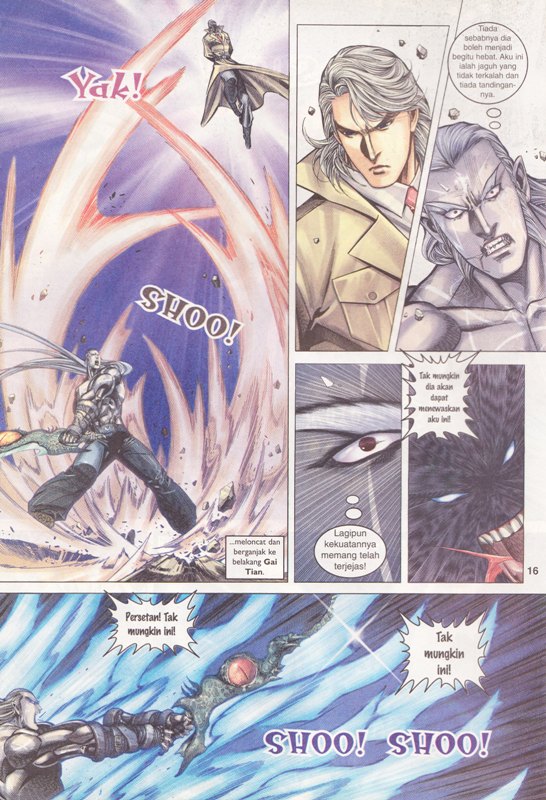 Yak!
SHOO!
...meloncat dan
berganjak ke
belakang Gai
Tian.
Tiada
sebabnya dia
boleh menjadi
begitu hebat. Aku ini
ialah jaguh yang
tidak terkalah dan
tiada tandingan-
nya.
Lagipun
kekuatannya
memang telah
terjejas!
Tak mungkin
dia akan
dapat
menewaskan
aku ini!
16
Persetan! Tak
mungkin ini!
Tak
mungkin
ini!
SHOO! SHOO!